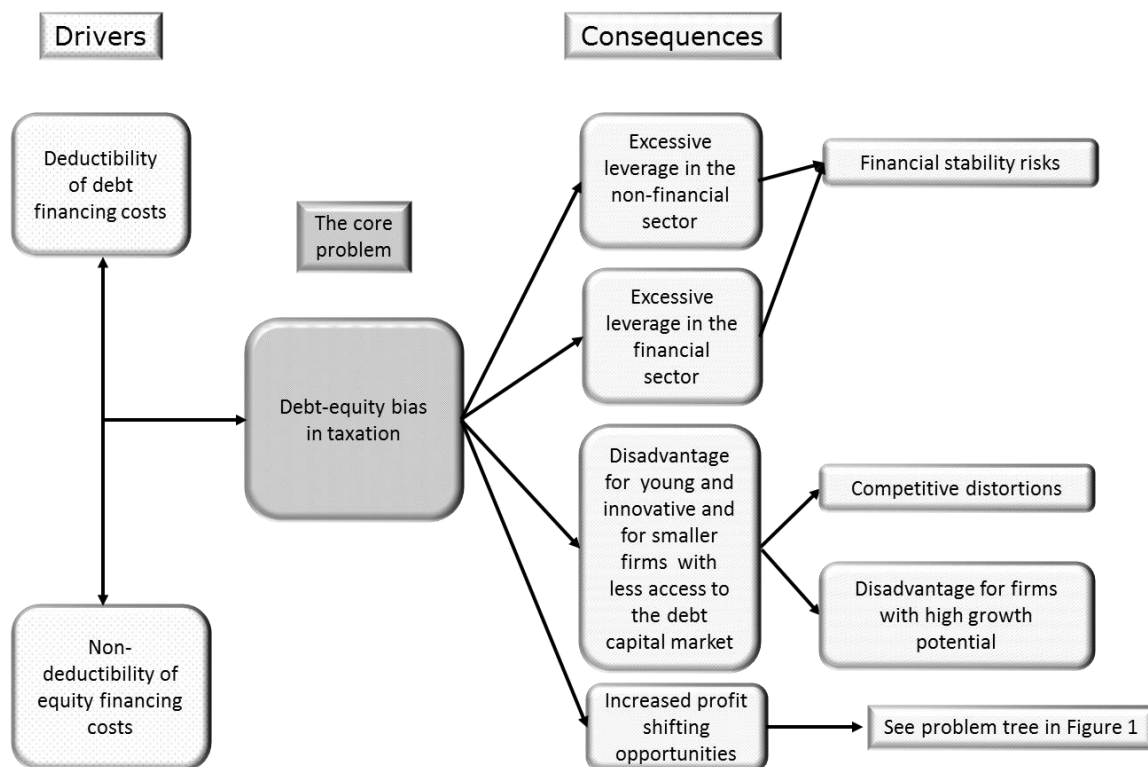 Drivers
Consequences
Deductibility
of debt
financing costs
The core
problem
Debt-equity bias
in taxation
Non-
deductibility of
equity financing
costs
Excessive
leverage in the
non-financial
sector
Financial stability risks
Excessive
leverage in the
financial
sector
Disadvantage
for young and
innovative and
for smaller
firms with
less access to
the debt
capital market
Competitive distortions
Disadvantage for firms
with high growth
potential
Increased profit
shifting
opportunities
See problem tree in Figure 1